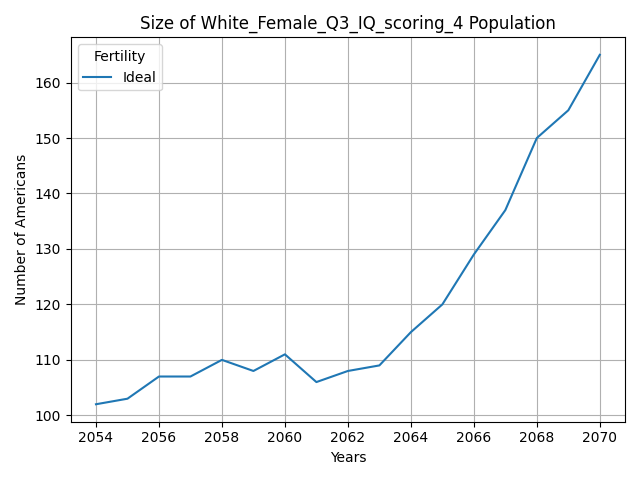 Size of White_Female_Q3_IQ_scoring_4 Population
Fertility
Ideal
Number of Americans
160
150
140
130
120
110
100
2054 2056 2058 2060 2062 2064 2066 2068 2070
Years